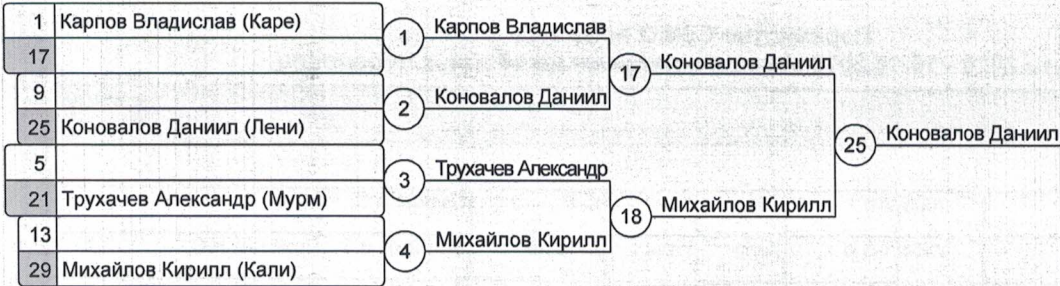 1 Карпов Владислав (Каре)
17
9
25 Коновалов Даниил (Лени)
5
21 Трухачев Александр (Мурм)
13
29 Михайлов Кирилл (Кали)
1 Карпов Владислав
2 Коновалов Даниил
3 Трухачев Александр
4 Михайлов Кирилл
17 Коновалов Даниил
18 Михайлов Кирилл
25 Коновалов Даниил